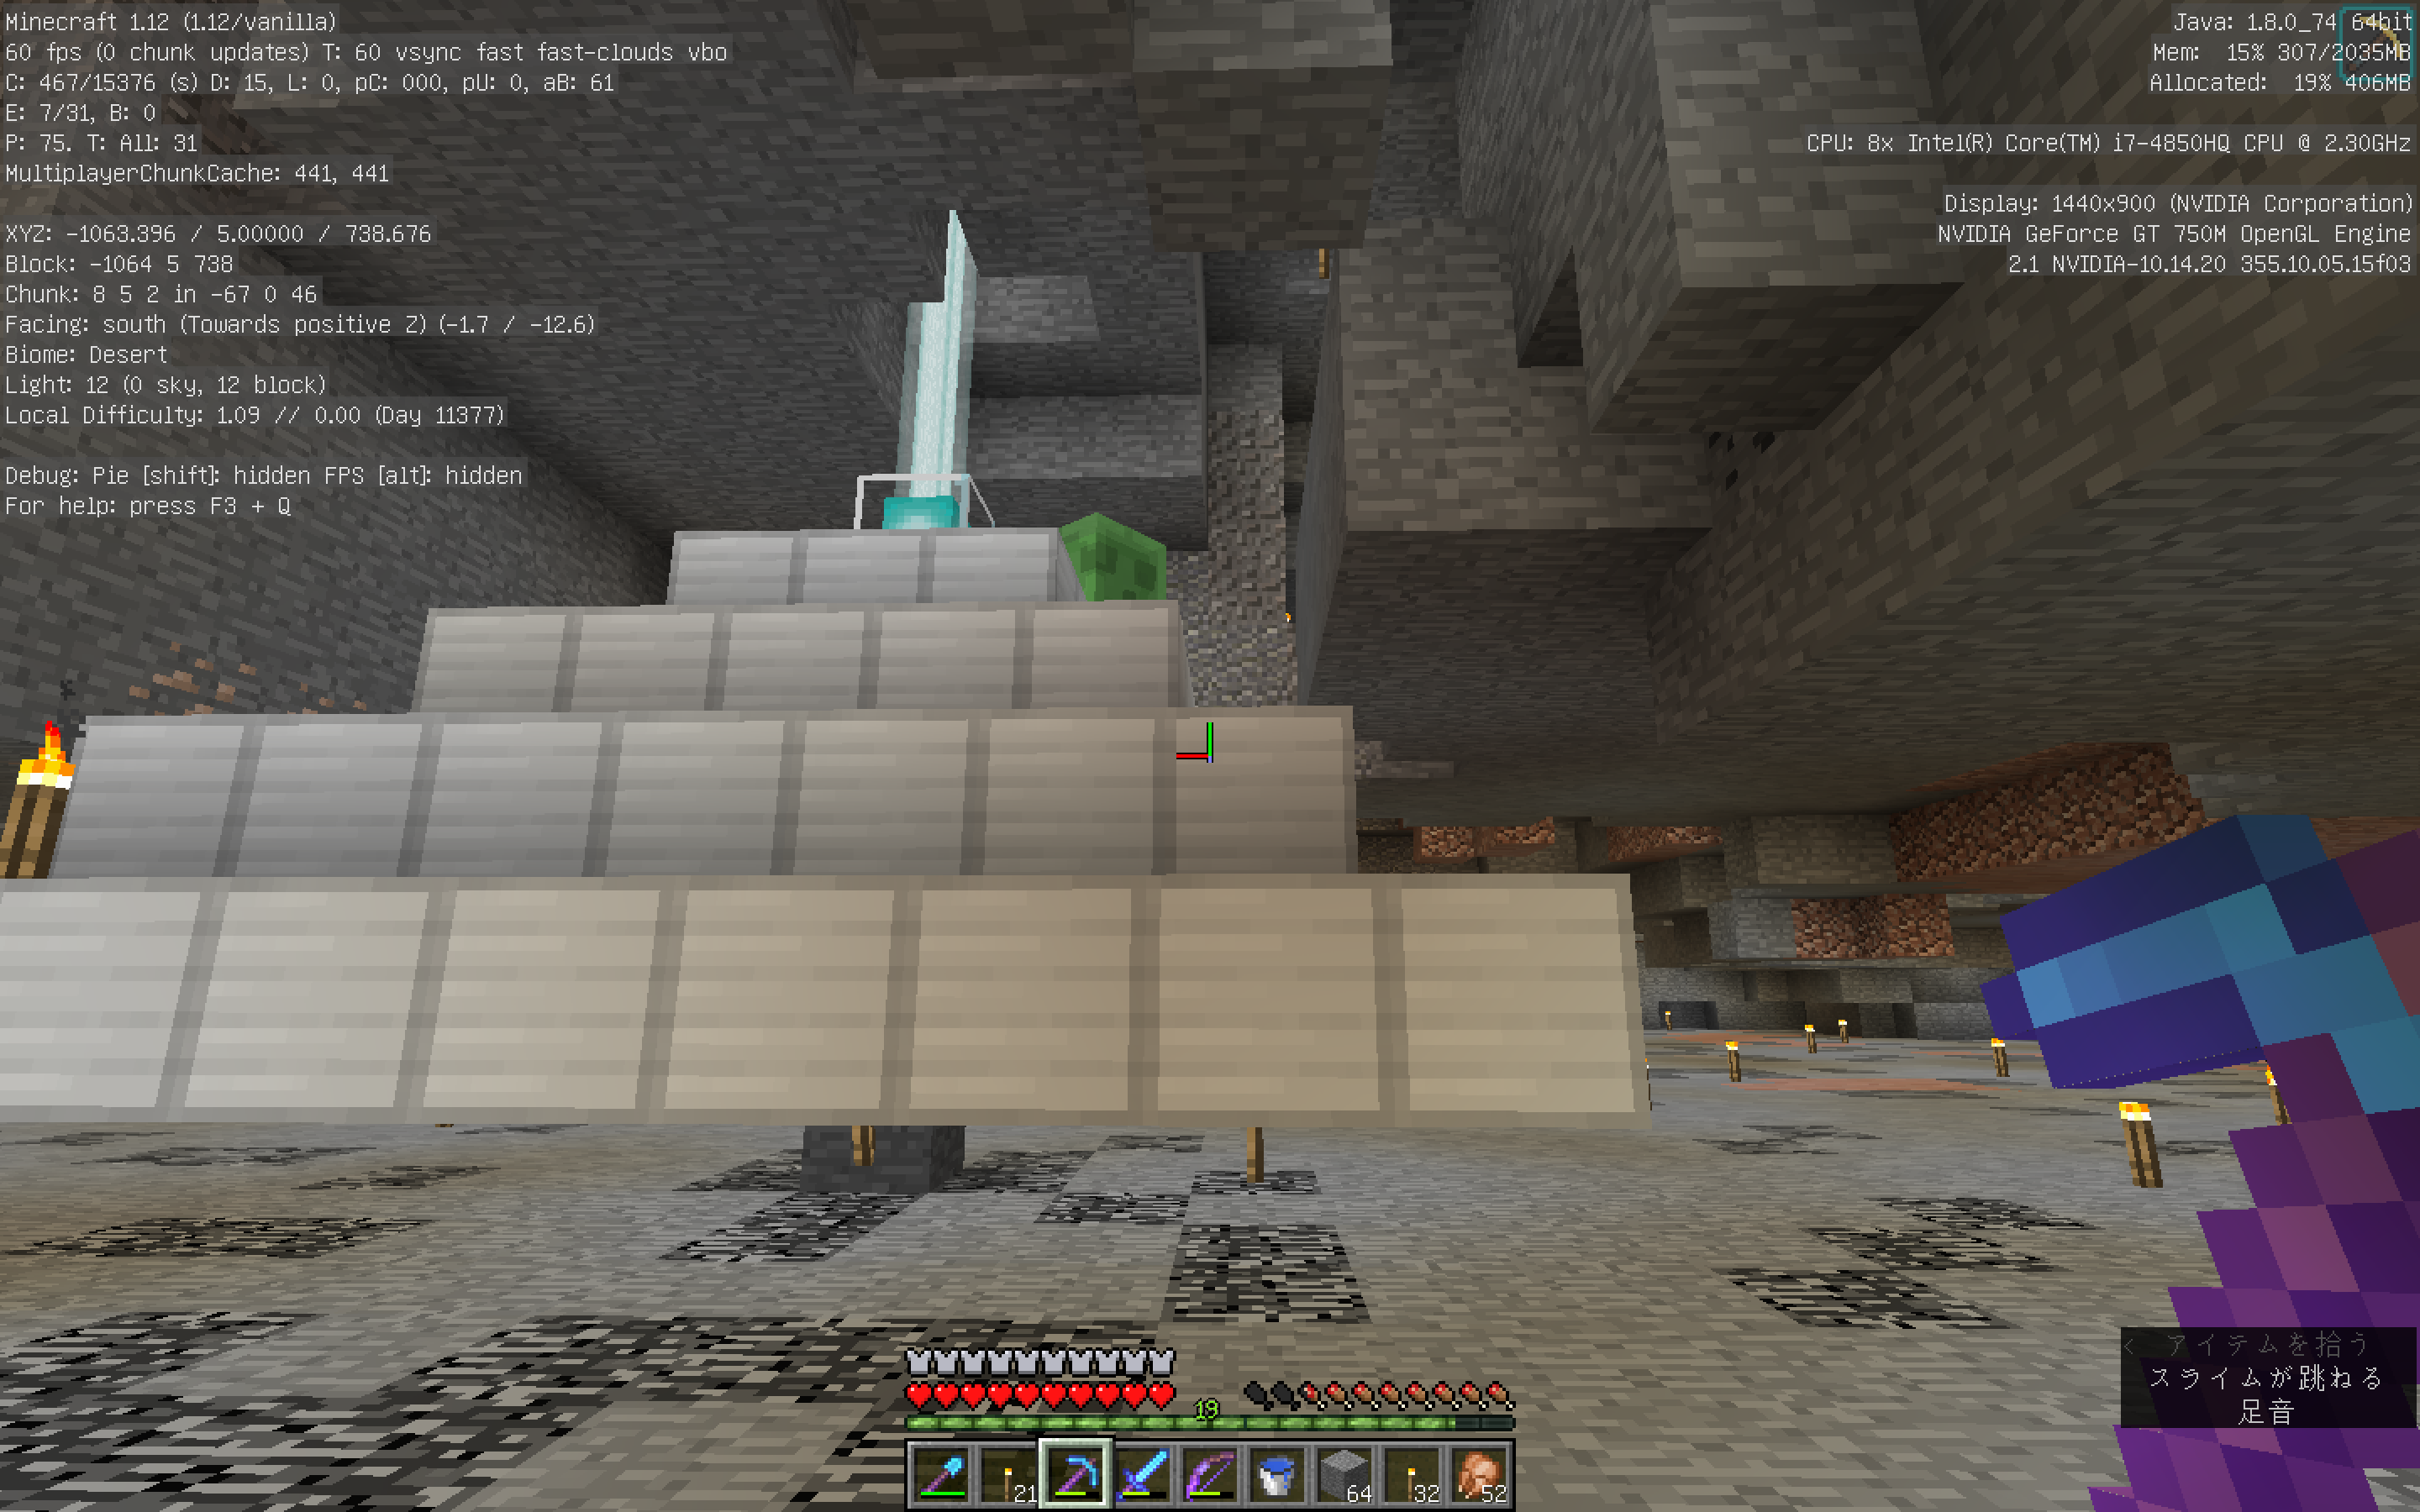 Minecraft 1.12 (1.12/vanilla)
60 fps (0 chunk updates) T: 60 vsync fast fast-clouds vbo
C: 467/15376 (s) D: 15, L: 0, pC: 000, pU: 0, aB: 61
E: 7/31, B: 0
P: 75. T: All: 31
MultiplayerChunkCache: 441, 441
XYZ: -1063.396 / 5.00000 / 738.676
Block: -1064 5 738
Chunk: 8 5 2 in -67 0 46
Facing: south (Towards positive Z) (-1.7 / -12.6)
Biome: Desert
Light: 12 (0 sky, 12 block)
Local Difficulty: 1.09 // 0.00 (Day 11377)
Debug: Pie [shift]: hidden FPS [alt]: hidden
For help: press F3 + Q
Java: 1.8.0_74 64bit
Mem: 15% 307/2035MB
Allocated: 19% 406MB
CPU: 8x Intel(R) Core(TM) i7-4850HQ CPU @ 2.30GHz
Display: 1440x900 (NVIDIA Corporation)
NVIDIA GeForce GT 750M OpenGL Engine
2.1 NVIDIA-10.14.20 355.10.05.15f03
< アイテムを拾う
スライムが跳ねる
足音
19
21 64 32 52